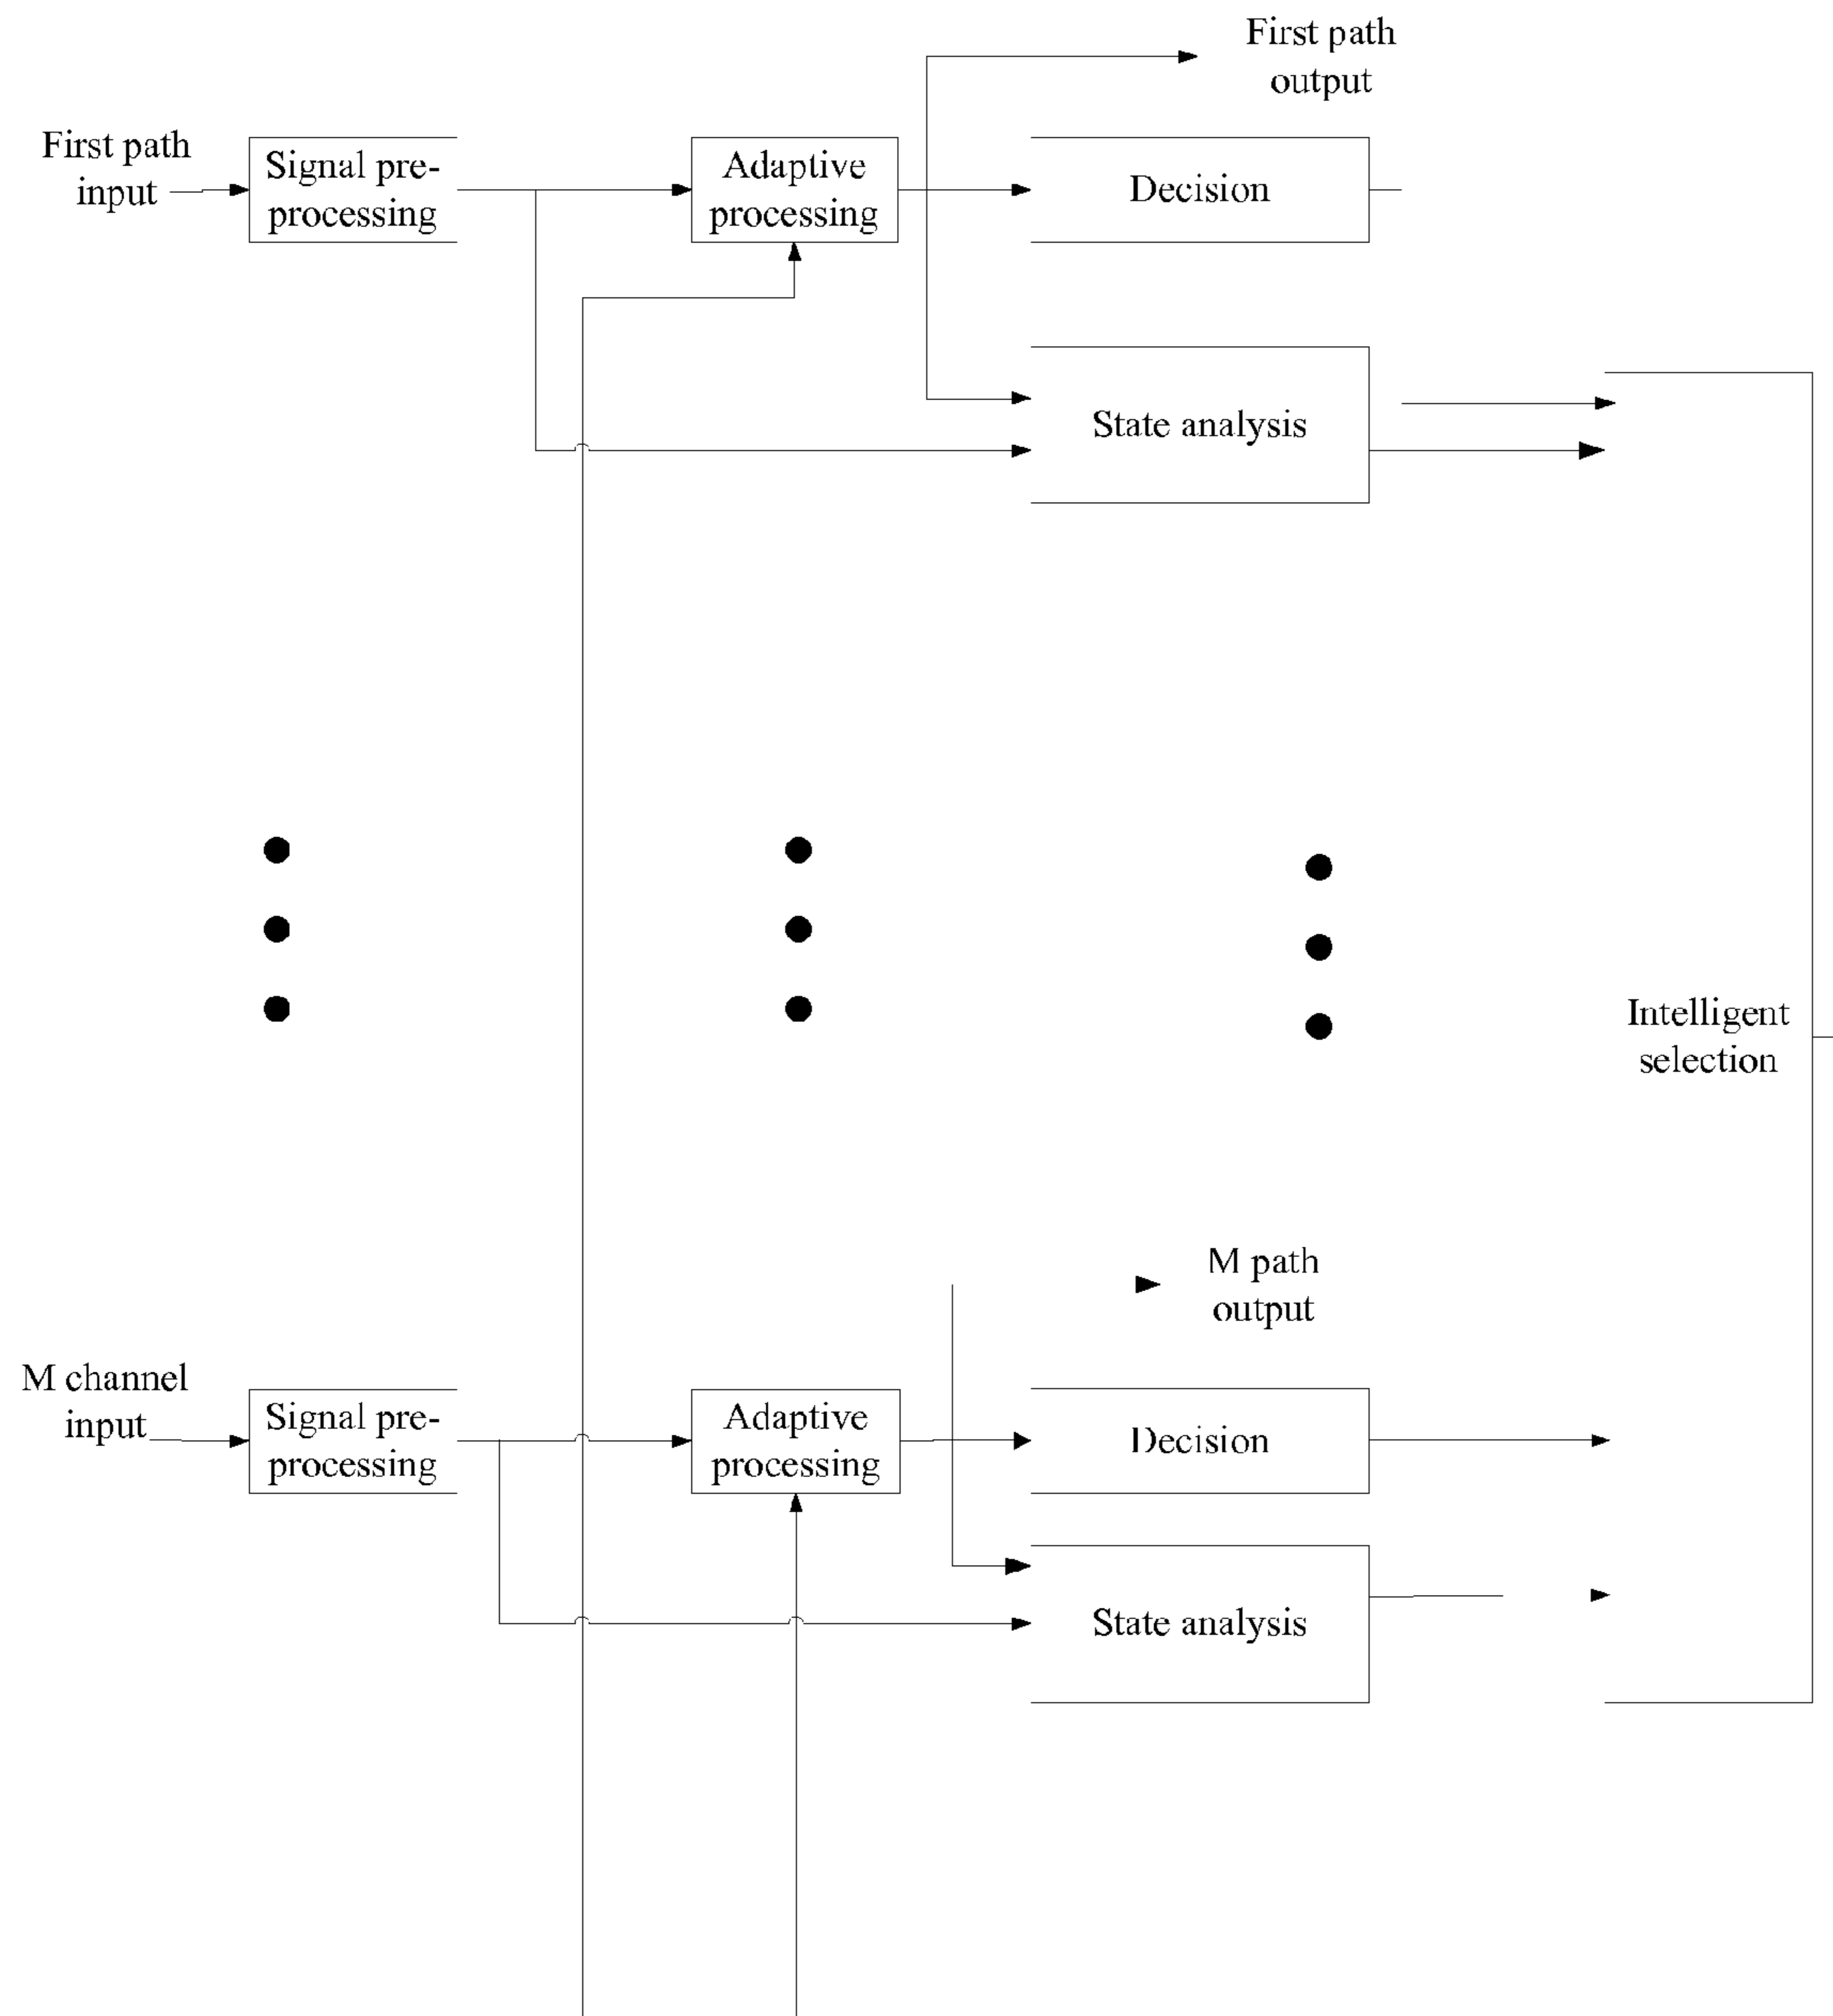 First path
output
First path
input
Signal pre-
processing
Adaptive
processing
Decision
State analysis
Intelligent
selection
M path
output
M channel
input
Signal pre-
processing
Adaptive
processing
Decision
State analysis